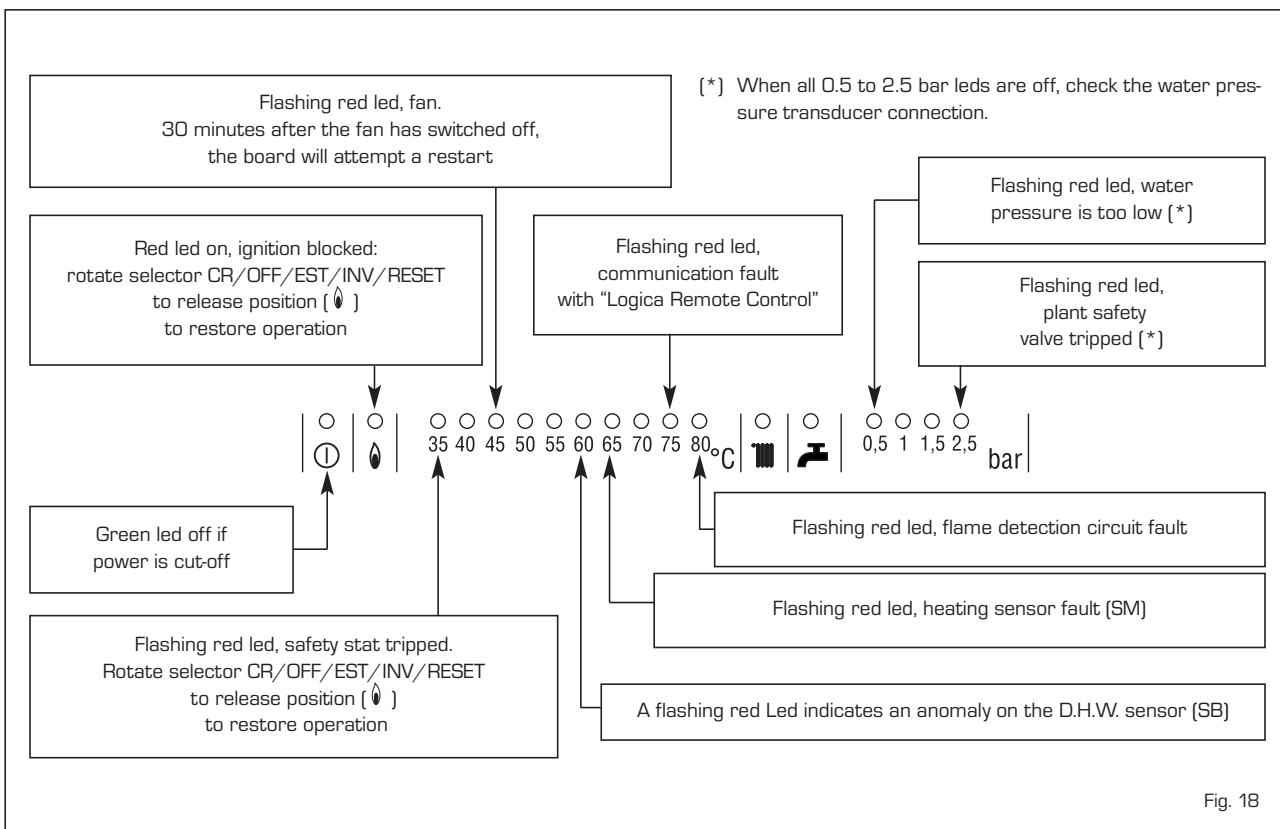 Flashing red led, fan.
30 minutes after the fan has switched off,
the board will attempt a restart
(*) When all 0.5 to 2.5 bar leds are off, check the water pres-
sure transducer connection.
Red led on, ignition blocked:
rotate selector CR/OFF/EST/INV/RESET
to release position ( )
to restore operation
Flashing red led,
communication fault
with “Logica Remote Control”
Flashing red led, water
pressure is too low (*)
Flashing red led,
plant safety
valve tripped (*)
35 40 45 50 55 60 65 70 75 80 °C 0,5 1 1,5 2,5 bar
Green led off if
power is cut-off
Flashing red led, safety stat tripped.
Rotate selector CR/OFF/EST/INV/RESET
to release position ( )
to restore operation
Flashing red led, flame detection circuit fault
Flashing red led, heating sensor fault (SM)
A flashing red Led indicates an anomaly on the D.H.W. sensor (SB)
Fig. 18